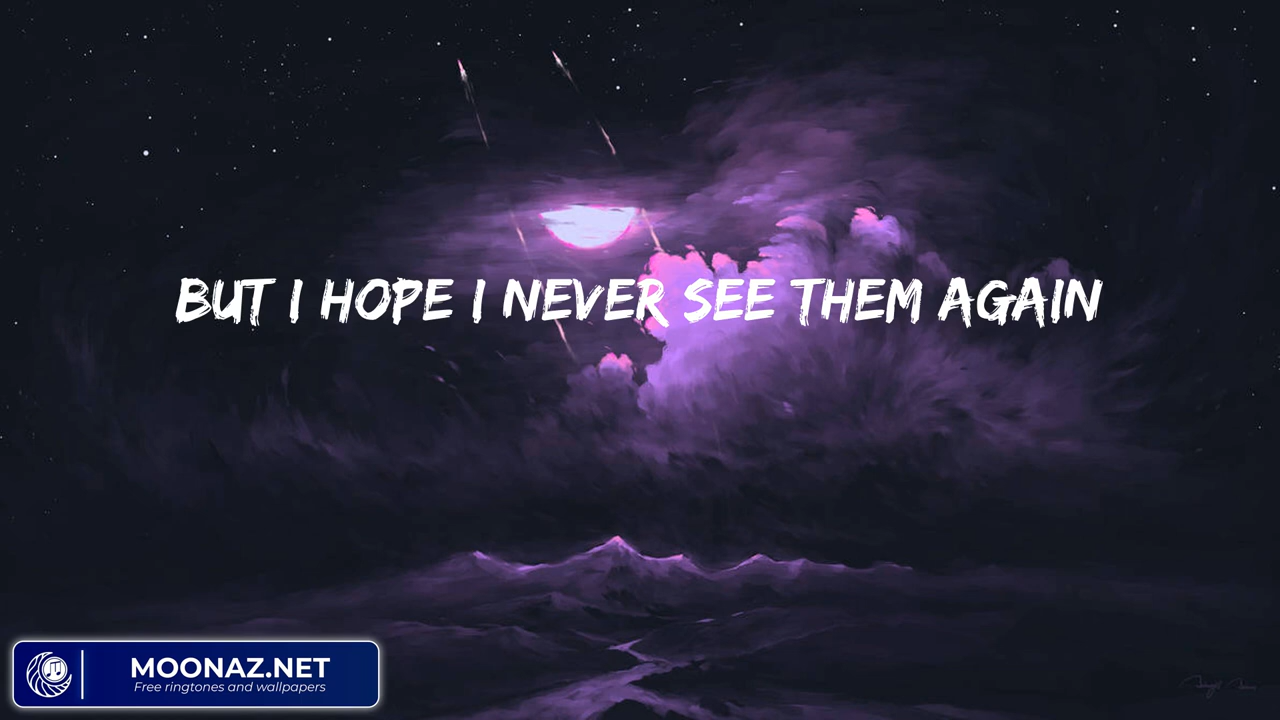 BUT I HOPE I NEVER SEE THEM AGAIN
MOONAZ.NET
Free ringtones and wallpapers